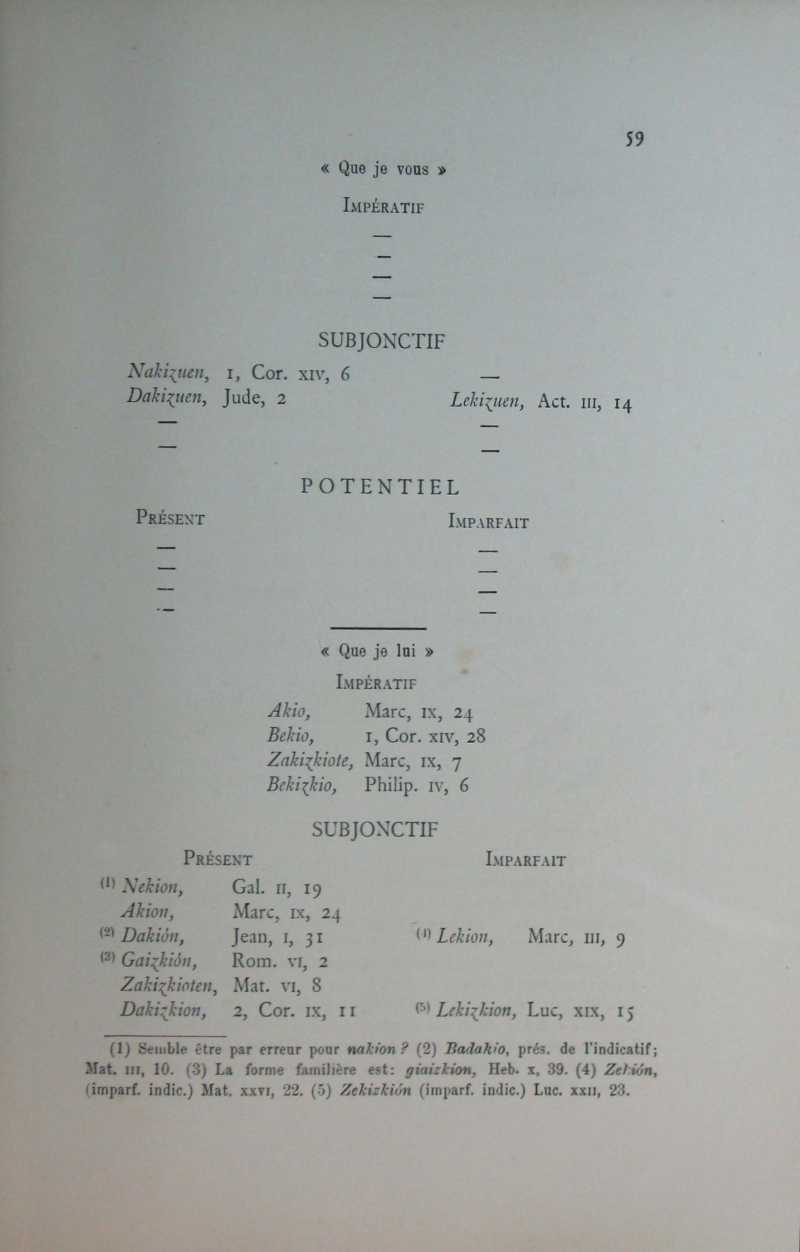 59
« Que je vous »
IMPÉRATIF
—
—
—
—
SUBJONCTIF
Nakizuen, 1, Cor. XIV, 6 —
Dakizuen, Jude, 2 Lekizuen, Act. III, 14
— —
— —
POTENTIEL
PRÉSENT IMPARFAIT
— —
— —
— —
— —
« Que je lui »
IMPÉRATIF
Akio, Marc, IX, 24
Bekio, 1, Cor. XIV, 28
Zakizkiote, Marc, IX, 7
Bekizkio, Philip. IV, 6
SUBJONCTIF
PRÉSENT IMPARFAIT
(1) Nekion, Gal. II, 19
Akion, Marc, IX, 24
(2) Dakión, Jean, I, 31 (4) Lekion, Marc, III, 9
(3) Gaizkión, Rom. VI, 2
Zakizkioten, Mat. VI, 8
Dakizkion, 2, Cor. IX, 11 (5) Lekizkion, Luc, XIX, 15
(1) Semble être par erreur pour nakion ? (2) Badakio, prés. de l'indicatif;
Mat. III, 10. (3) La forme familière est: giaizkion, Heb. X, 39. (4) Zekión,
(imparf. indic.) Mat. XXVI, 22. (5) Zekizkión (imparf. indic.) Luc. XXII, 23.